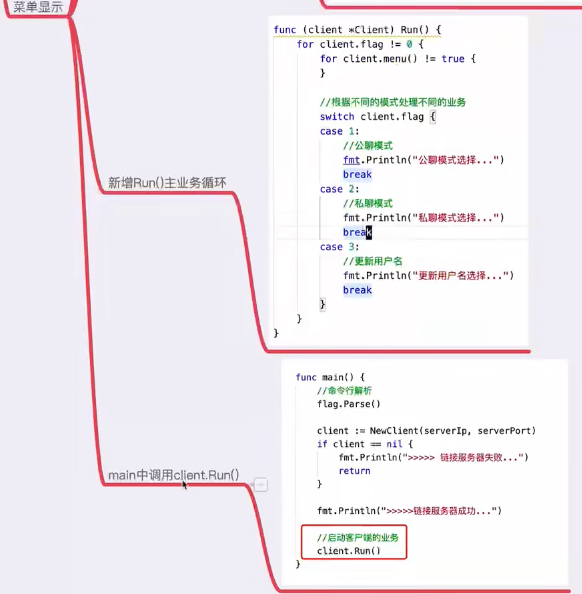 菜单显示
新增Run()主业务循环
func (client *Client) Run() {
    for client.flag != 0 {
        for client.menu() != true {
        }

        //根据不同的模式处理不同的业务
        switch client.flag {
        case 1:
            //公聊模式
            fmt.Println("公聊模式选择...")
            break
        case 2:
            //私聊模式
            fmt.Println("私聊模式选择...")
            break
        case 3:
            //更新用户名
            fmt.Println("更新用户名选择...")
            break
        }
    }
}
main中调用client.Run()
func main() {
    //命令行解析
    flag.Parse()

    client := NewClient(serverIp, serverPort)
    if client == nil {
        fmt.Println(">>>>> 链接服务器失败...")
        return
    }

    fmt.Println(">>>>>链接服务器成功...")

    //启动客户端的业务
    client.Run()
}